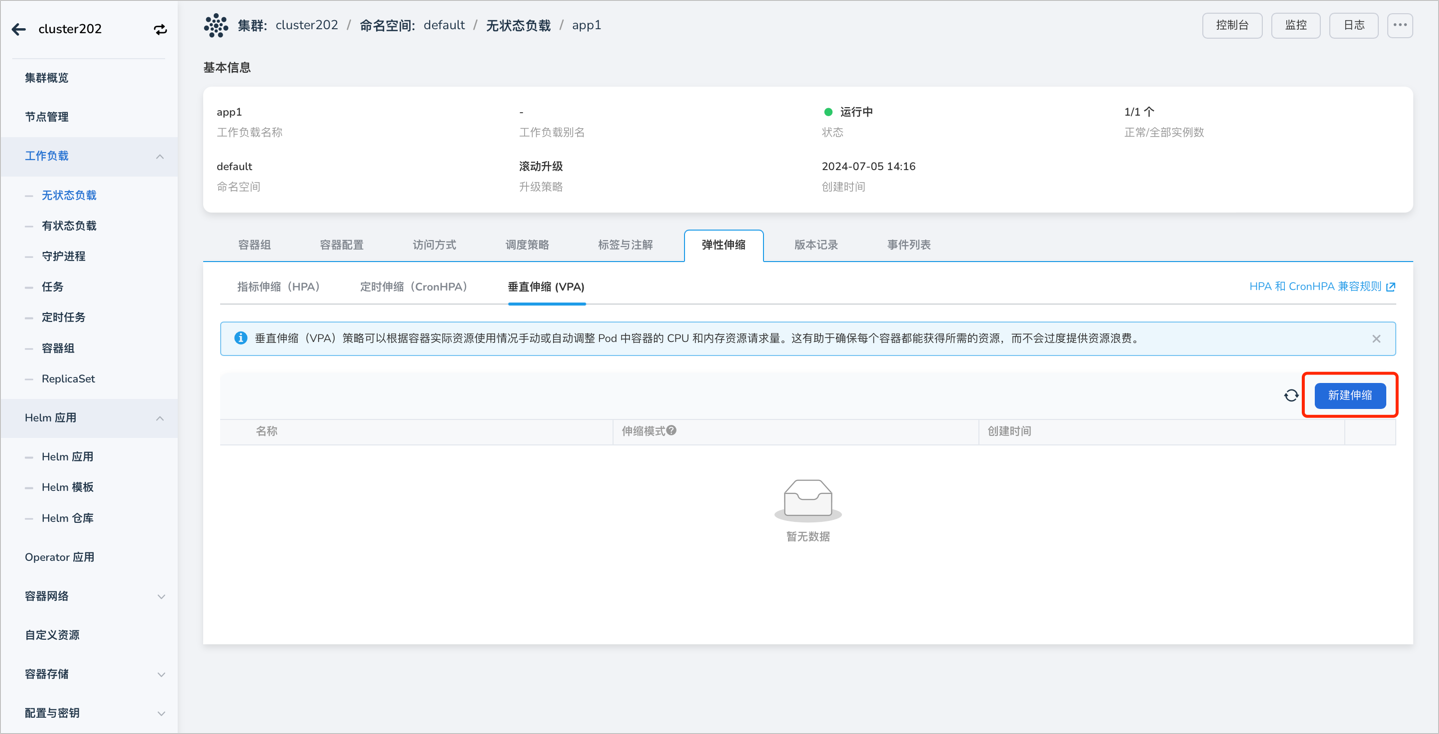 cluster202
集群概览
节点管理
工作负载
无状态负载
有状态负载
守护进程
任务
定时任务
容器组
ReplicaSet
Helm 应用
Helm 应用
Helm 模板
Helm 仓库
Operator 应用
容器网络
自定义资源
容器存储
配置与密钥
集群: cluster202 / 命名空间: default / 无状态负载 / app1
控制台 监控 日志
基本信息
app1 - 运行中 1/1 个
工作负载名称 工作负载别名 状态 正常/全部实例数
default 滚动升级 2024-07-05 14:16
命名空间 升级策略 创建时间
容器组 容器配置 访问方式 调度策略 标签与注解 弹性伸缩 版本记录 事件列表
指标伸缩（HPA） 定时伸缩（CronHPA） 垂直伸缩 (VPA) HPA 和 CronHPA 兼容规则
垂直伸缩（VPA）策略可以根据容器实际资源使用情况手动或自动调整 Pod 中容器的 CPU 和内存资源请求量。这有助于确保每个容器都能获得所需的资源，而不会过度提供资源浪费。
新建伸缩
名称 伸缩模式 创建时间
暂无数据